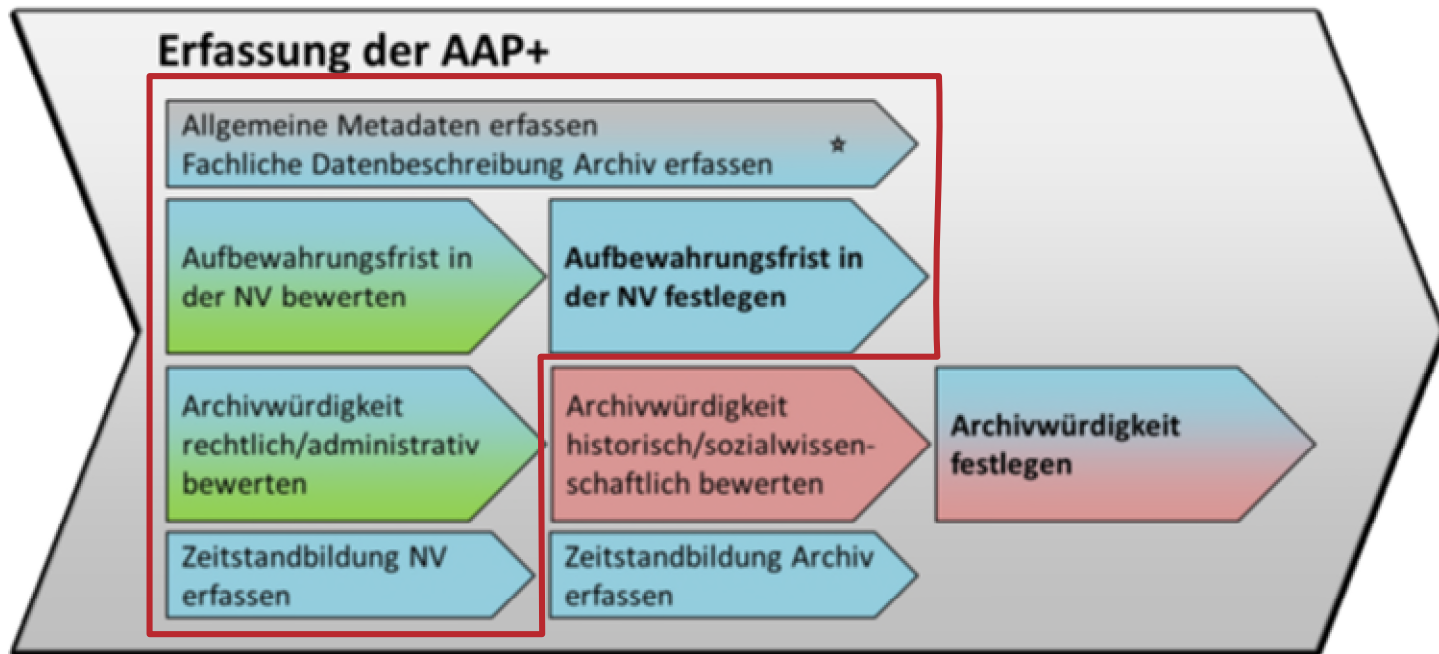 Erfassung der AAP+
Allgemeine Metadaten erfassen
Fachliche Datenbeschreibung Archiv erfassen
Aufbewahrungsfrist in
der NV bewerten
Aufbewahrungsfrist in
der NV festlegen
Archivwürdigkeit
rechtlich/administrativ
bewerten
Archivwürdigkeit
historisch/sozialwissen-
schaftlich bewerten
Archivwürdigkeit
festlegen
Zeitstandbildung NV
erfassen
Zeitstandbildung Archiv
erfassen